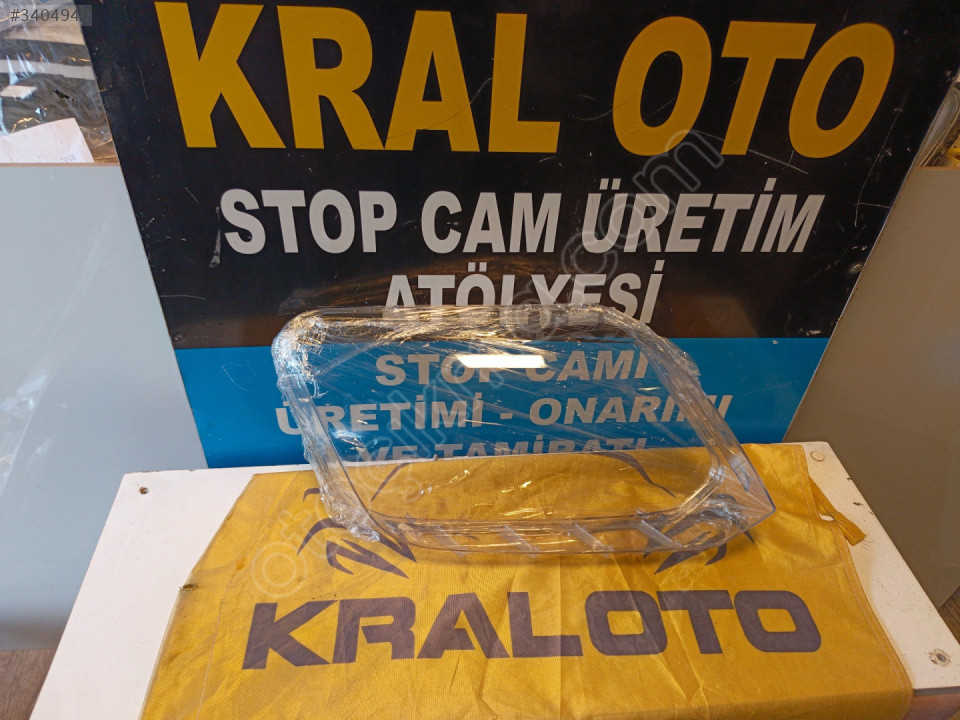 #340494
KRAL OTO
STOP CAM ÜRETİM
ATÖLYESİ
STOP CAMI
ÜRETİMİ - ONARIMI
VE TAMİRATI
KRALOTO